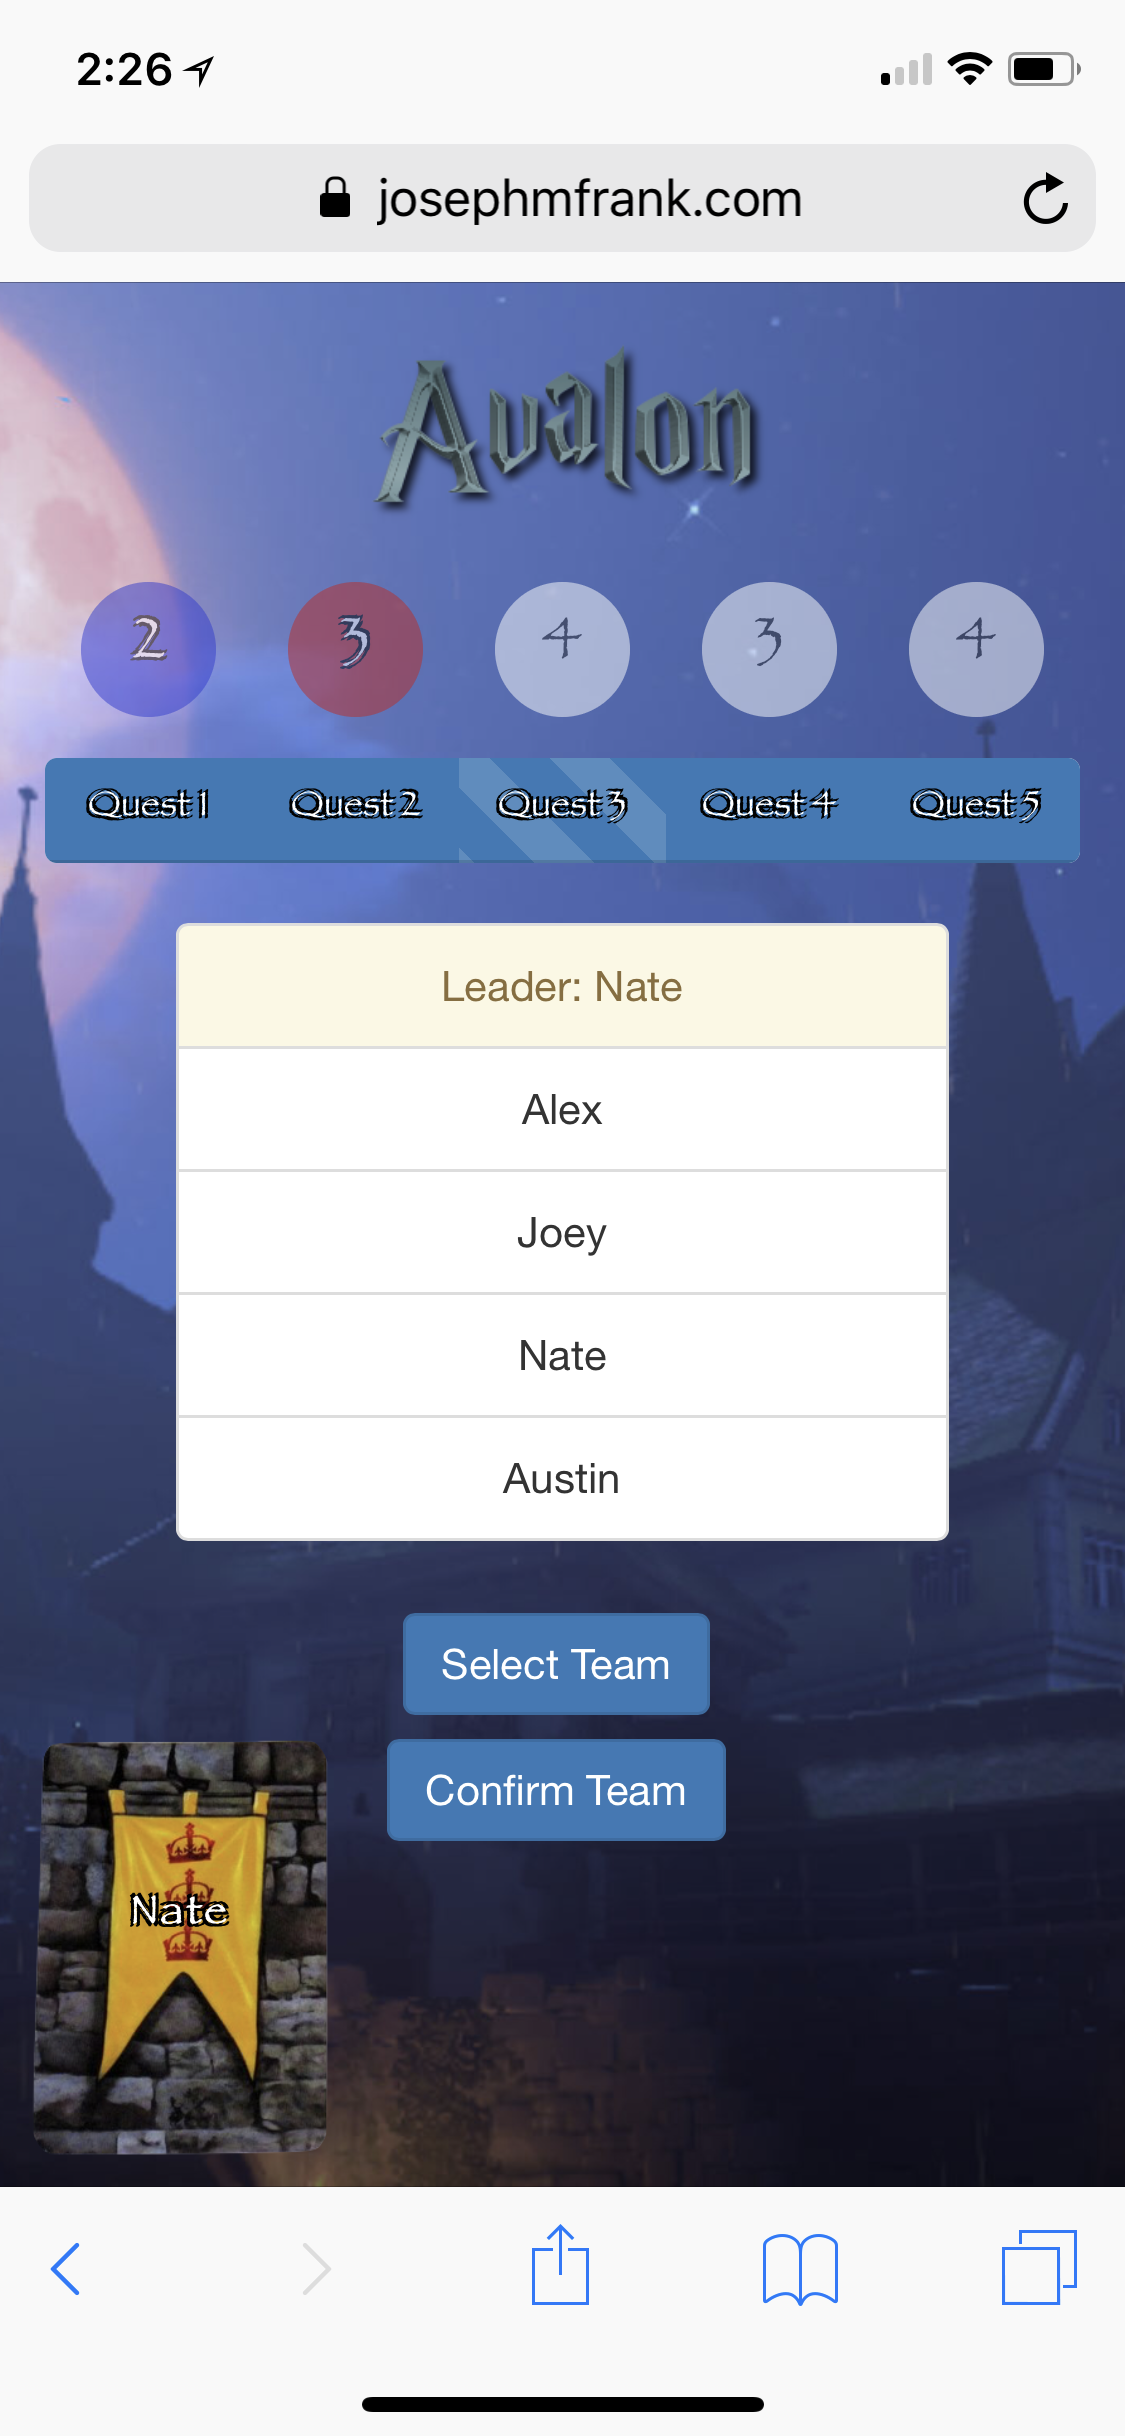 2:26
josephmfrank.com
Avalon
2 3 4 3 4
Quest 1 Quest 2 Quest 3 Quest 4 Quest 5
Leader: Nate
Alex
Joey
Nate
Austin
Select Team
Confirm Team
Nate